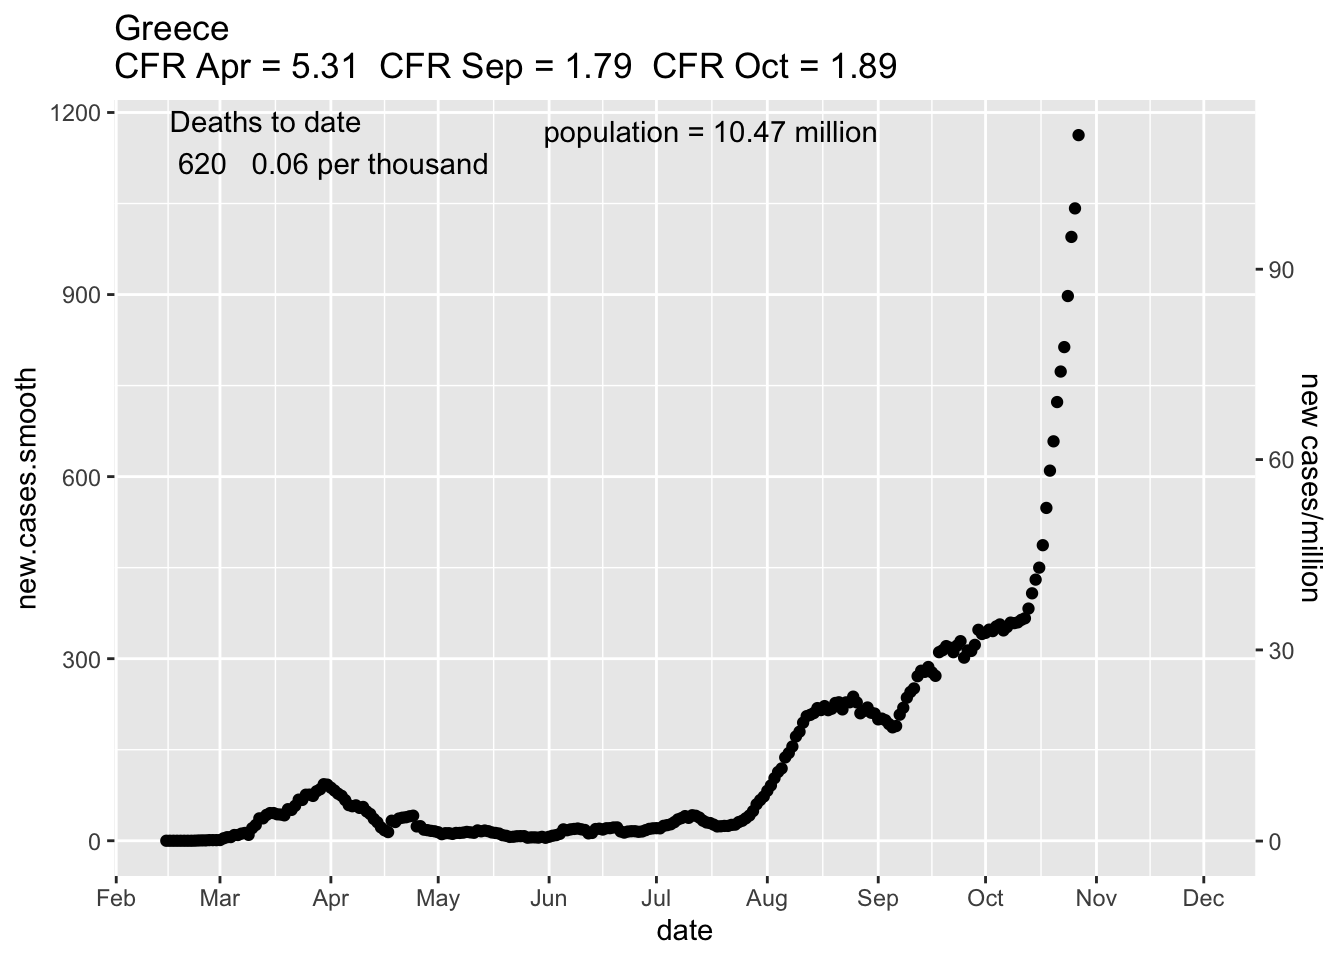 Greece
CFR Apr = 5.31  CFR Sep = 1.79  CFR Oct = 1.89
Deaths to date
620   0.06 per thousand
population = 10.47 million
new.cases.smooth
1200
900
600
300
0
90
60
30
0
new cases/million
Feb Mar Apr May Jun Jul Aug Sep Oct Nov Dec
date